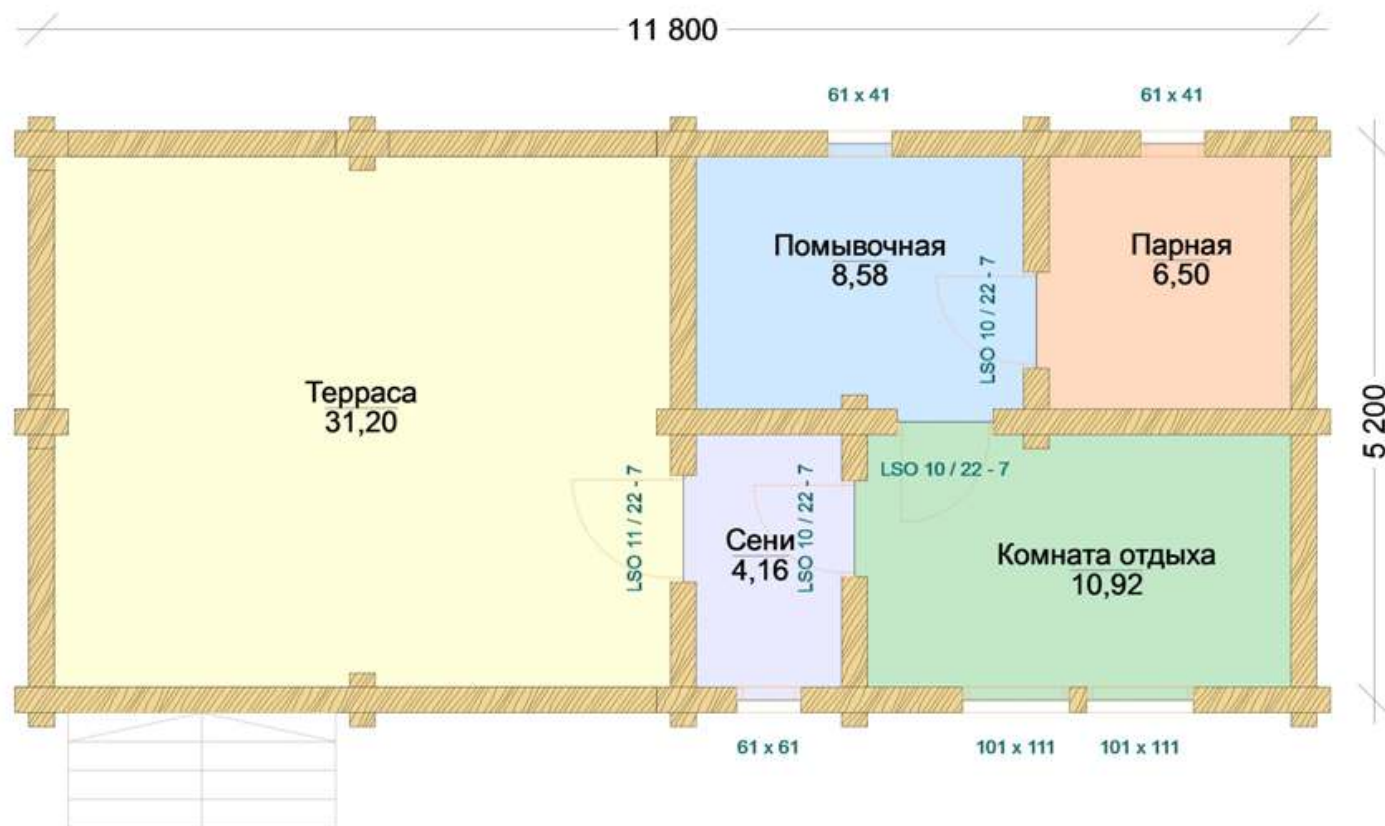 11 800
61 x 41
61 x 41
Помывочная
8,58
Парная
6,50
LSO 10 / 22 - 7
Терраса
31,20
5 200
LSO 11 / 22 - 7
LSO 10 / 22 - 7
LSO 10 / 22 - 7
Сени
4,16
Комната отдыха
10,92
61 x 61
101 x 111
101 x 111